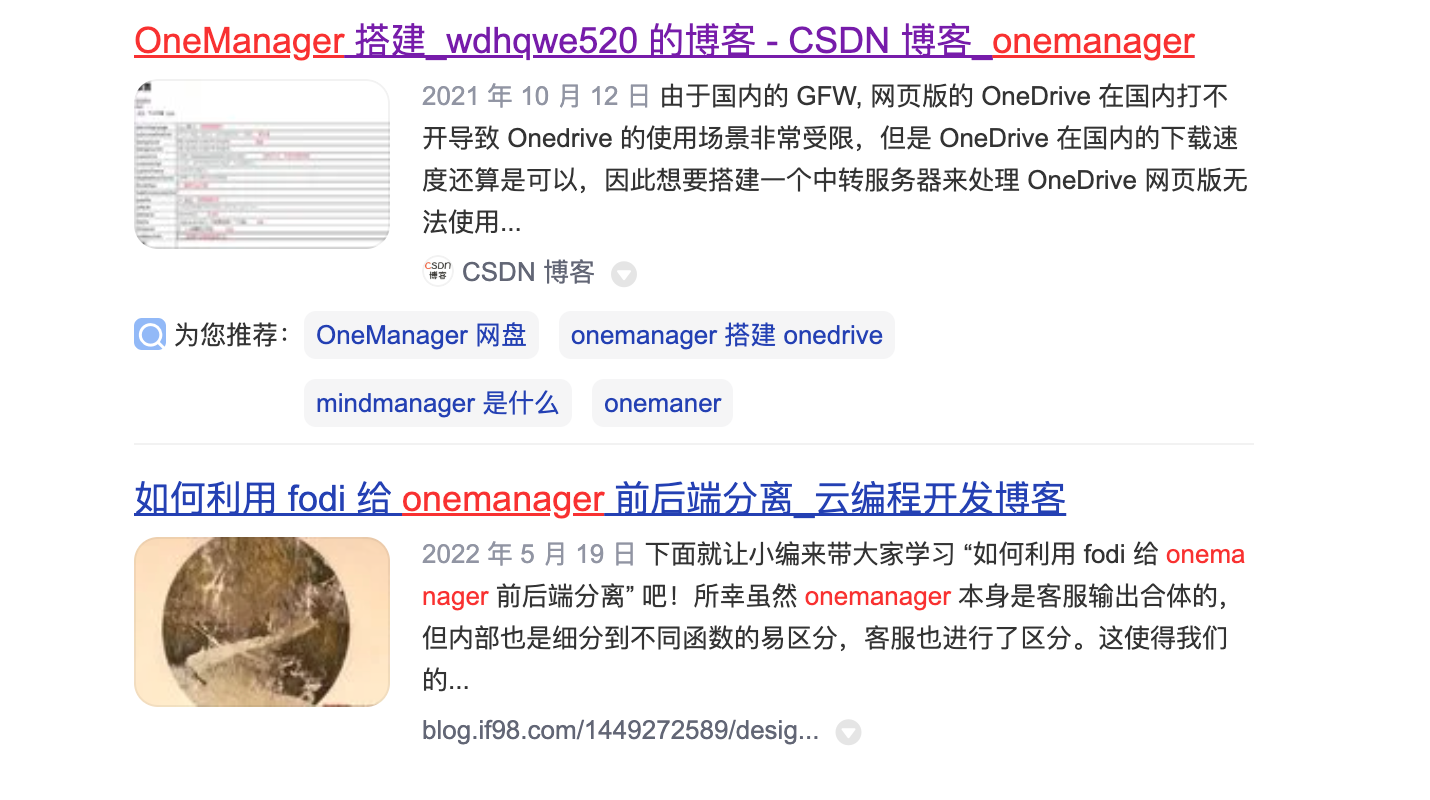 OneManager 搭建_wdhqwe520 的博客 - CSDN 博客_onemanager
2021 年 10 月 12 日 由于国内的 GFW, 网页版的 OneDrive 在国内打不
开导致 Onedrive 的使用场景非常受限，但是 OneDrive 在国内的下载速
度还算是可以，因此想要搭建一个中转服务器来处理 OneDrive 网页版无
法使用...
CSDN 博客 CSDN 博客
为您推荐： OneManager 网盘 onemanager 搭建 onedrive
mindmanager 是什么 onemaner
如何利用 fodi 给 onemanager 前后端分离_云编程开发博客
2022 年 5 月 19 日 下面就让小编来带大家学习 “如何利用 fodi 给 onema
nager 前后端分离” 吧！所幸虽然 onemanager 本身是客服输出合体的，
但内部也是细分到不同函数的易区分，客服也进行了区分。这使得我们
的...
blog.if98.com/1449272589/desig...